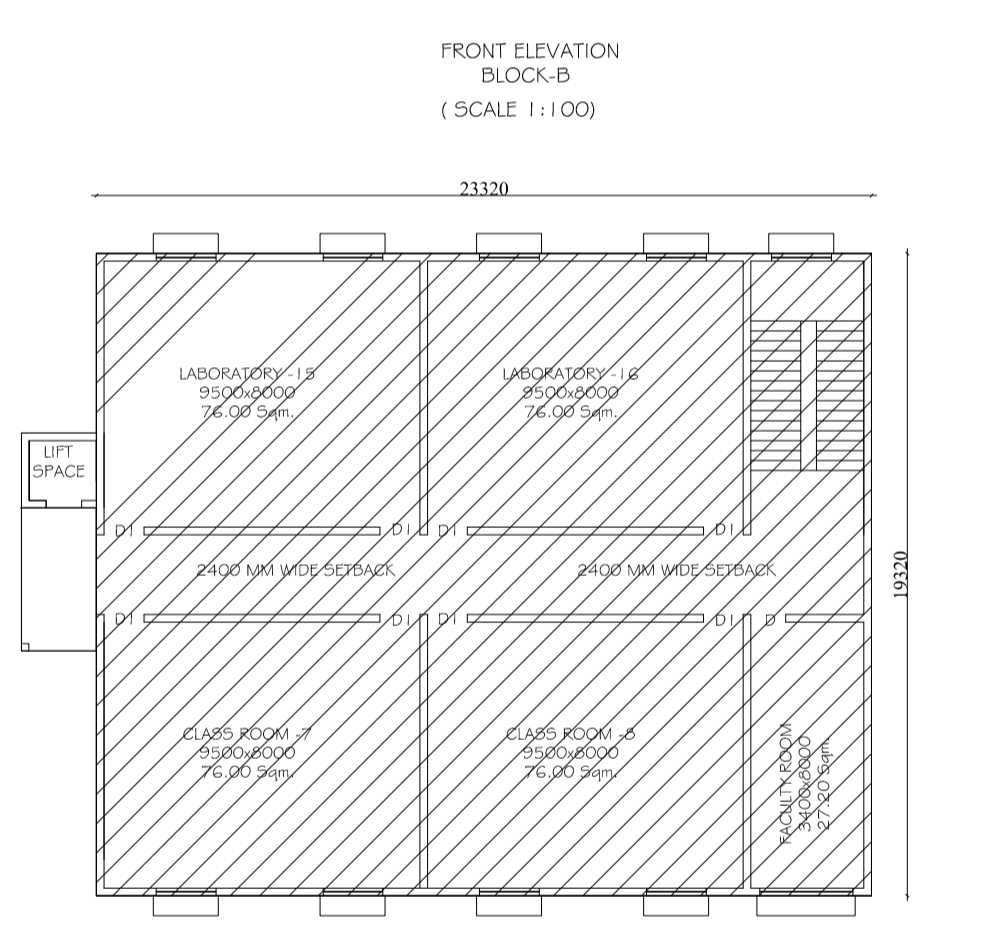 FRONT ELEVATION
BLOCK-B
( SCALE 1:100)
23320
LABORATORY -15
9500x8000
76.00 Sqm.
LABORATORY -16
9500x8000
76.00 Sqm.
LIFT
SPACE
D1
D1
D1
D1
2400 MM WIDE SETBACK
2400 MM WIDE SETBACK
19320
D1
D1
D1
D1
D
CLASS ROOM -7
9500x8000
76.00 Sqm.
CLASS ROOM -8
9500x8000
76.00 Sqm.
FACULTY ROOM
3400x8000
27.20 Sqm.